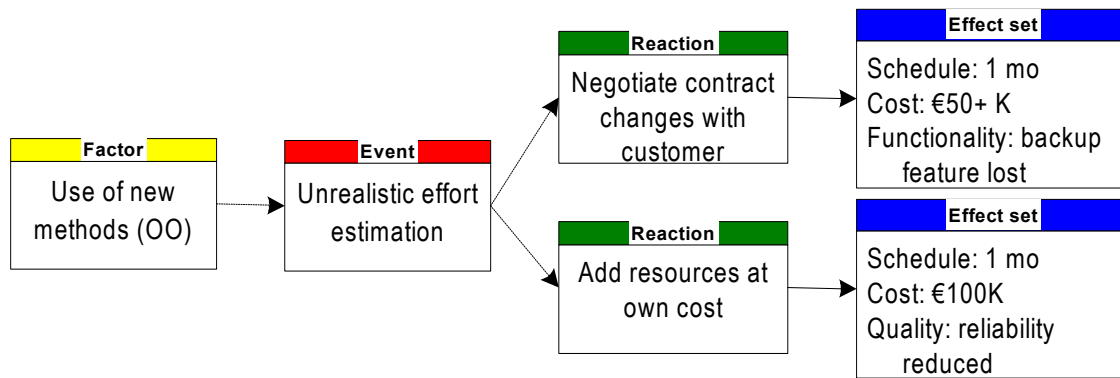 Factor
Use of new
methods (OO)
Event
Unrealistic effort
estimation
Reaction
Negotiate contract
changes with
customer
Effect set
Schedule: 1 mo
Cost: €50+ K
Functionality: backup
feature lost
Reaction
Add resources at
own cost
Effect set
Schedule: 1 mo
Cost: €100K
Quality: reliability
reduced